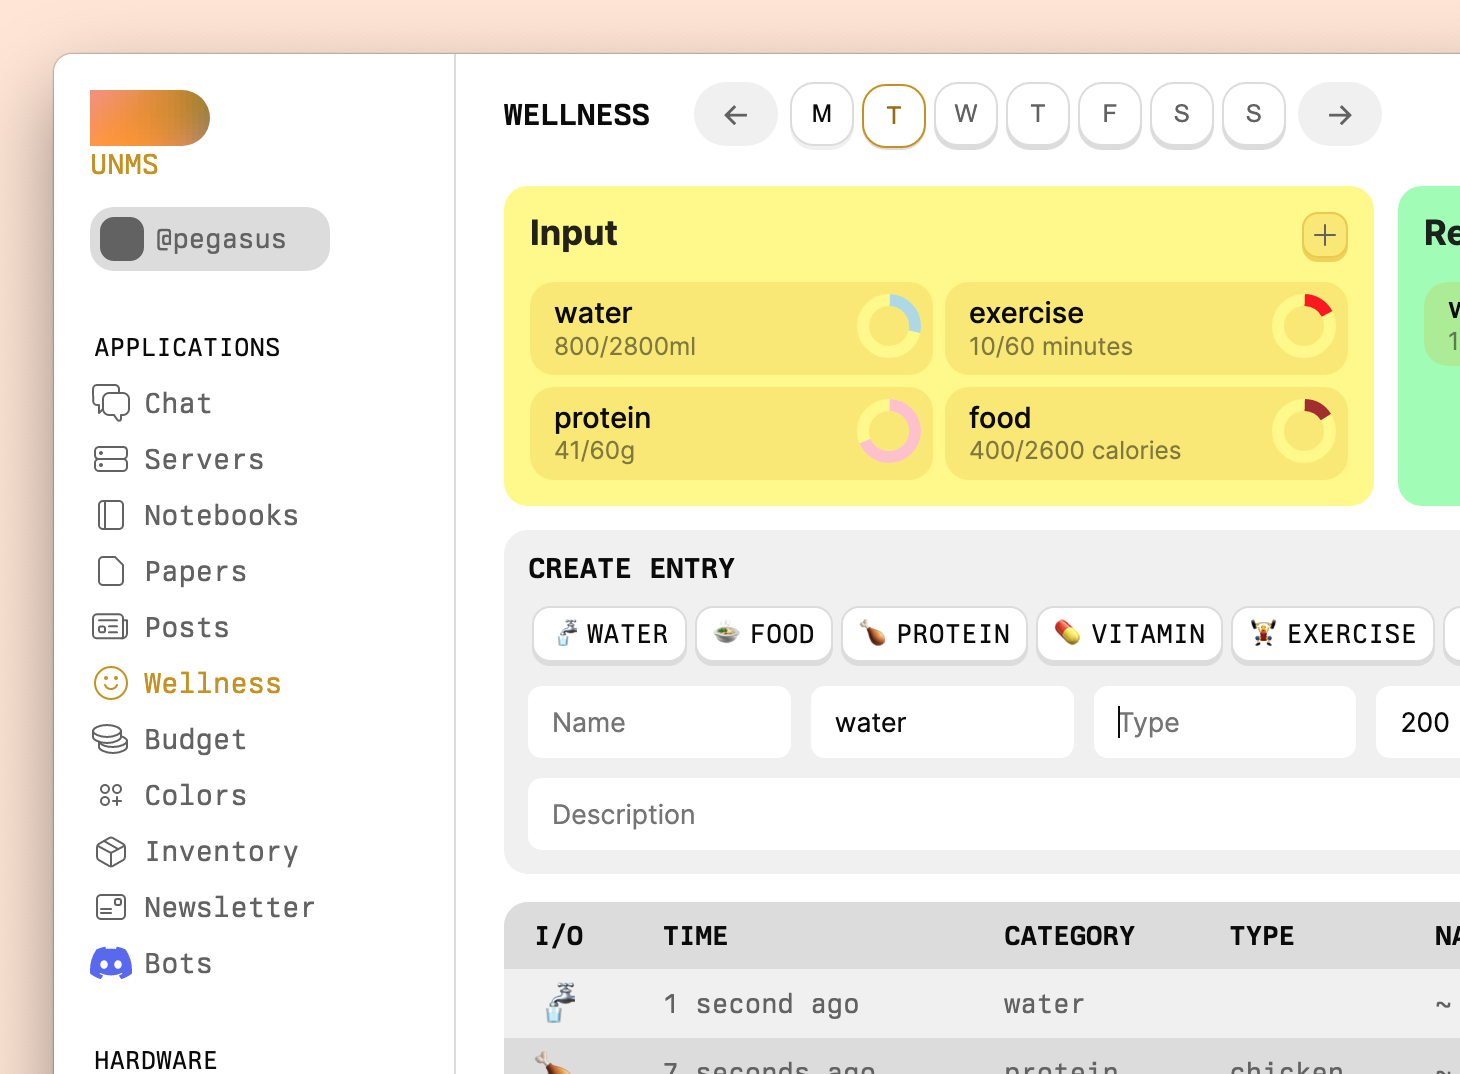 UNMS
@pegasus
APPLICATIONS
Chat
Servers
Notebooks
Papers
Posts
Wellness
Budget
Colors
Inventory
Newsletter
Bots
HARDWARE
WELLNESS
M T W T F S S
Input
water
800/2800ml
exercise
10/60 minutes
protein
41/60g
food
400/2600 calories
Re
1
CREATE ENTRY
WATER FOOD PROTEIN VITAMIN EXERCISE
Name water Type 200
Description
I/O TIME CATEGORY TYPE NA
1 second ago water ~
7 seconds ago protein chicken ~